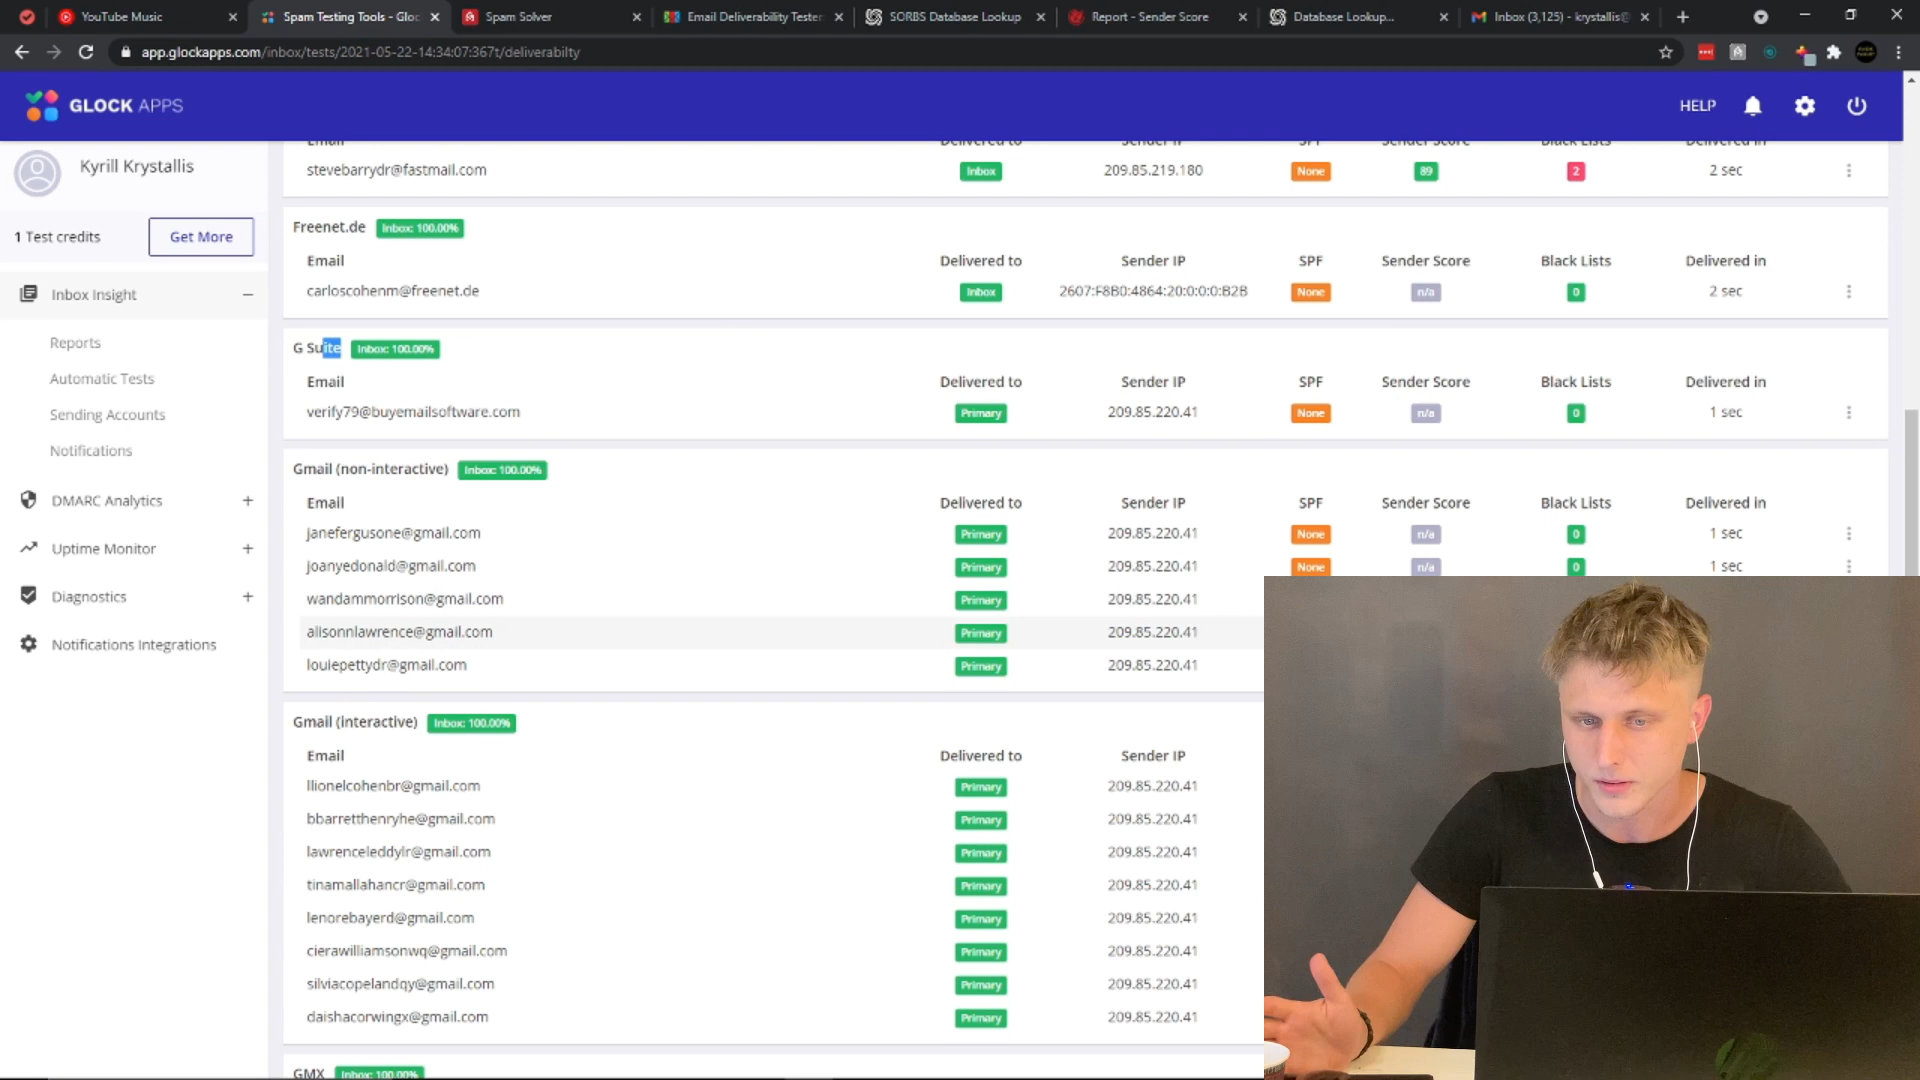 YouTube Music
Spam Testing Tools - Gloc
Spam Solver
Email Deliverability Tester
SORBS Database Lookup
Report - Sender Score
Database Lookup...
Inbox (3,125) - krystallis@
app.glockapps.com/inbox/tests/2021-05-22-14:34:07:367t/deliverabilty
GLOCK APPS
HELP
Kyrill Krystallis
1 Test credits
Get More
Inbox Insight
Reports
Automatic Tests
Sending Accounts
Notifications
DMARC Analytics
Uptime Monitor
Diagnostics
Notifications Integrations
Email Delivered to Sender IP SPF Sender Score Black Lists Delivered in
stevebarrydr@fastmail.com Inbox 209.85.219.180 None 89 2 2 sec
Freenet.de Inbox: 100.00%
Email Delivered to Sender IP SPF Sender Score Black Lists Delivered in
carloscohenm@freenet.de Inbox 2607:F8B0:4864:20:0:0:0:B2B None n/a 0 2 sec
G Suite Inbox: 100.00%
Email Delivered to Sender IP SPF Sender Score Black Lists Delivered in
verify79@buyemailsoftware.com Primary 209.85.220.41 None n/a 0 1 sec
Gmail (non-interactive) Inbox: 100.00%
Email Delivered to Sender IP SPF Sender Score Black Lists Delivered in
janefergusone@gmail.com Primary 209.85.220.41 None n/a 0 1 sec
joanyedonald@gmail.com Primary 209.85.220.41 None n/a 0 1 sec
wandammorrison@gmail.com Primary 209.85.220.41
alisonnlawrence@gmail.com Primary 209.85.220.41
louiepettydr@gmail.com Primary 209.85.220.41
Gmail (interactive) Inbox: 100.00%
Email Delivered to Sender IP
llionelcohenbr@gmail.com Primary 209.85.220.41
bbarretthenryhe@gmail.com Primary 209.85.220.41
lawrenceleddylr@gmail.com Primary 209.85.220.41
tinamallahancr@gmail.com Primary 209.85.220.41
lenorebayerd@gmail.com Primary 209.85.220.41
cierawilliamsonwq@gmail.com Primary 209.85.220.41
silviacopelandqy@gmail.com Primary 209.85.220.41
daishacorwingx@gmail.com Primary 209.85.220.41
GMX Inbox: 100.00%